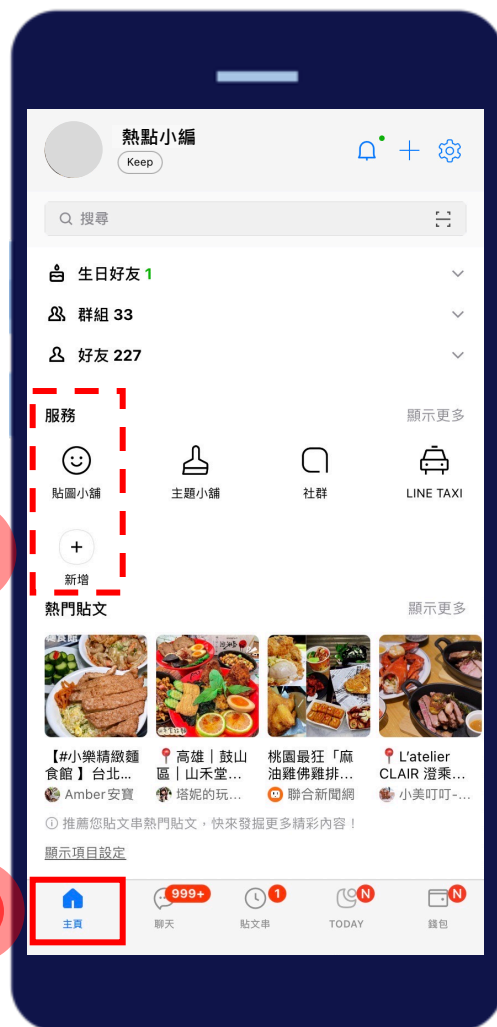 熱點小編
Keep
搜尋
生日好友 1
群組 33
好友 227
服務
顯示更多
貼圖小舖
主題小舖
社群
LINE TAXI
新增
熱門貼文
顯示更多
【#小樂精緻麵
食館 】台北...
Amber安寶
高雄｜鼓山
區｜山禾堂...
塔妮的玩...
桃園最狂「麻
油雞佛雞排...
聯合新聞網
L'atelier
CLAIR 澄乘...
小美叮叮-...
推薦您貼文串熱門貼文，快來發掘更多精彩內容！
顯示項目設定
主頁
999+
聊天
1
貼文串
N
TODAY
N
錢包